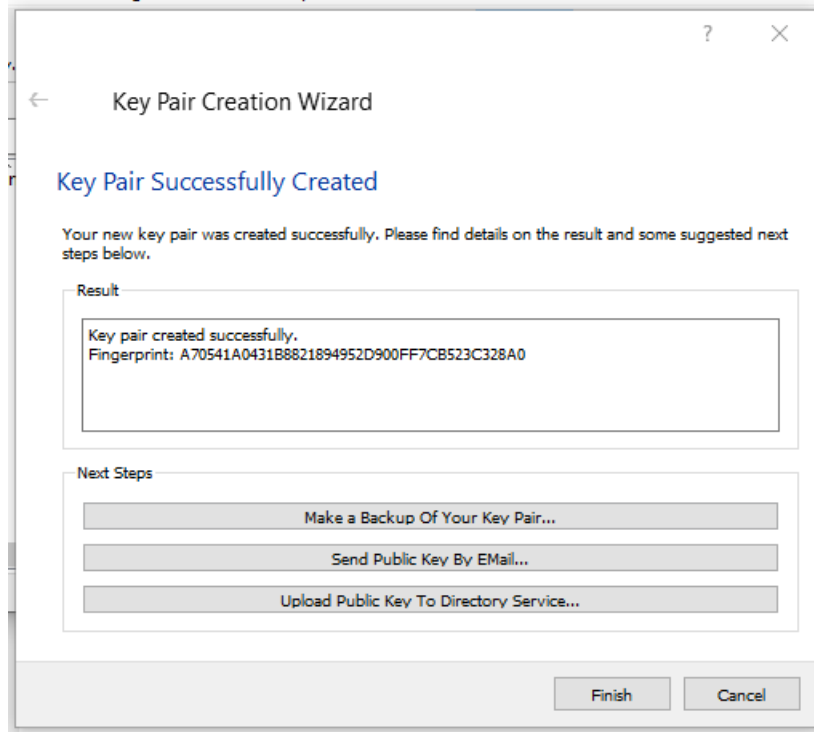 ?
Key Pair Creation Wizard
Key Pair Successfully Created
Your new key pair was created successfully. Please find details on the result and some suggested next
steps below.
Result
Key pair created successfully.
Fingerprint: A70541A0431B8821894952D900FF7CB523C328A0
Next Steps
Make a Backup Of Your Key Pair...
Send Public Key By EMail...
Upload Public Key To Directory Service...
Finish
Cancel